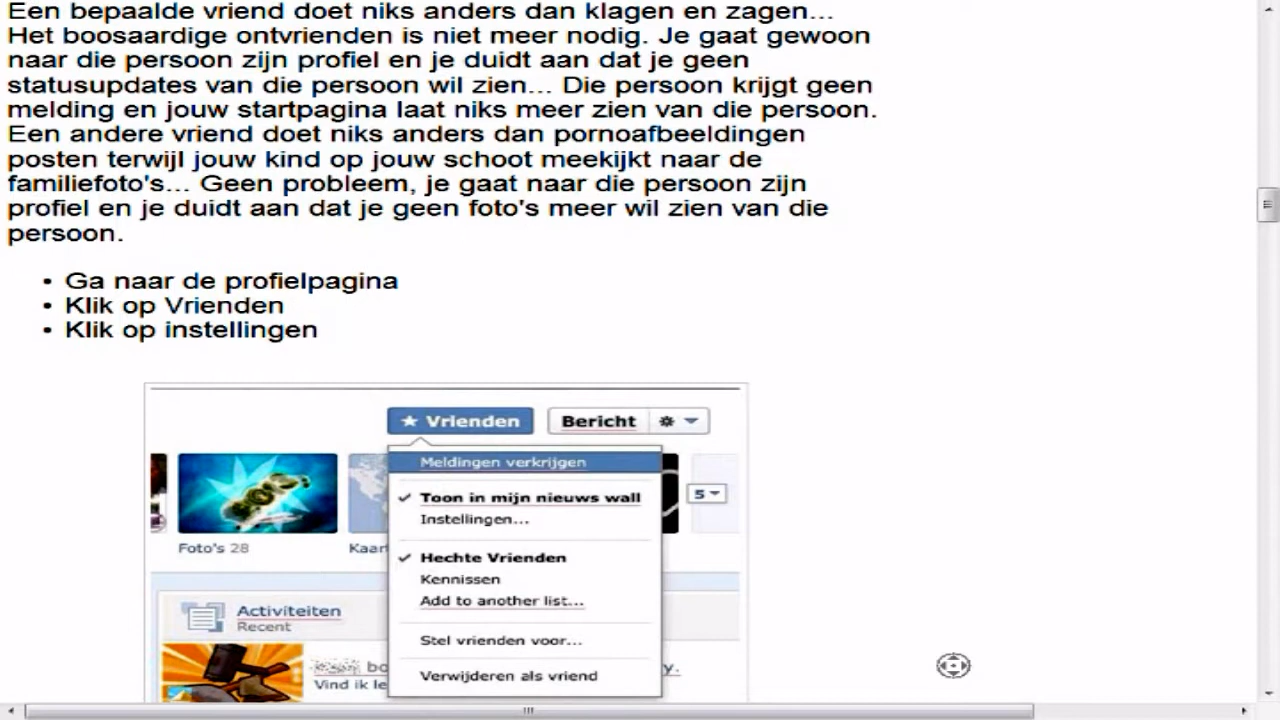 Een bepaalde vriend doet niks anders dan klagen en zagen...
Het boosaardige ontvrienden is niet meer nodig. Je gaat gewoon
naar die persoon zijn profiel en je duidt aan dat je geen
statusupdates van die persoon wil zien... Die persoon krijgt geen
melding en jouw startpagina laat niks meer zien van die persoon.
Een andere vriend doet niks anders dan pornoafbeeldingen
posten terwijl jouw kind op jouw schoot meekijkt naar de
familiefoto's... Geen probleem, je gaat naar die persoon zijn
profiel en je duidt aan dat je geen foto's meer wil zien van die
persoon.
• Ga naar de profielpagina
• Klik op Vrienden
• Klik op instellingen
★ Vrienden Bericht
Meldingen verkrijgen
✓ Toon in mijn nieuws wall
5
Instellingen...
Foto's 28
Kaart
✓ Hechte Vrienden
Kennissen
Add to another list...
Activiteiten
Recent
Stel vrienden voor...
bo
y.
Vind ik le
Verwijderen als vriend